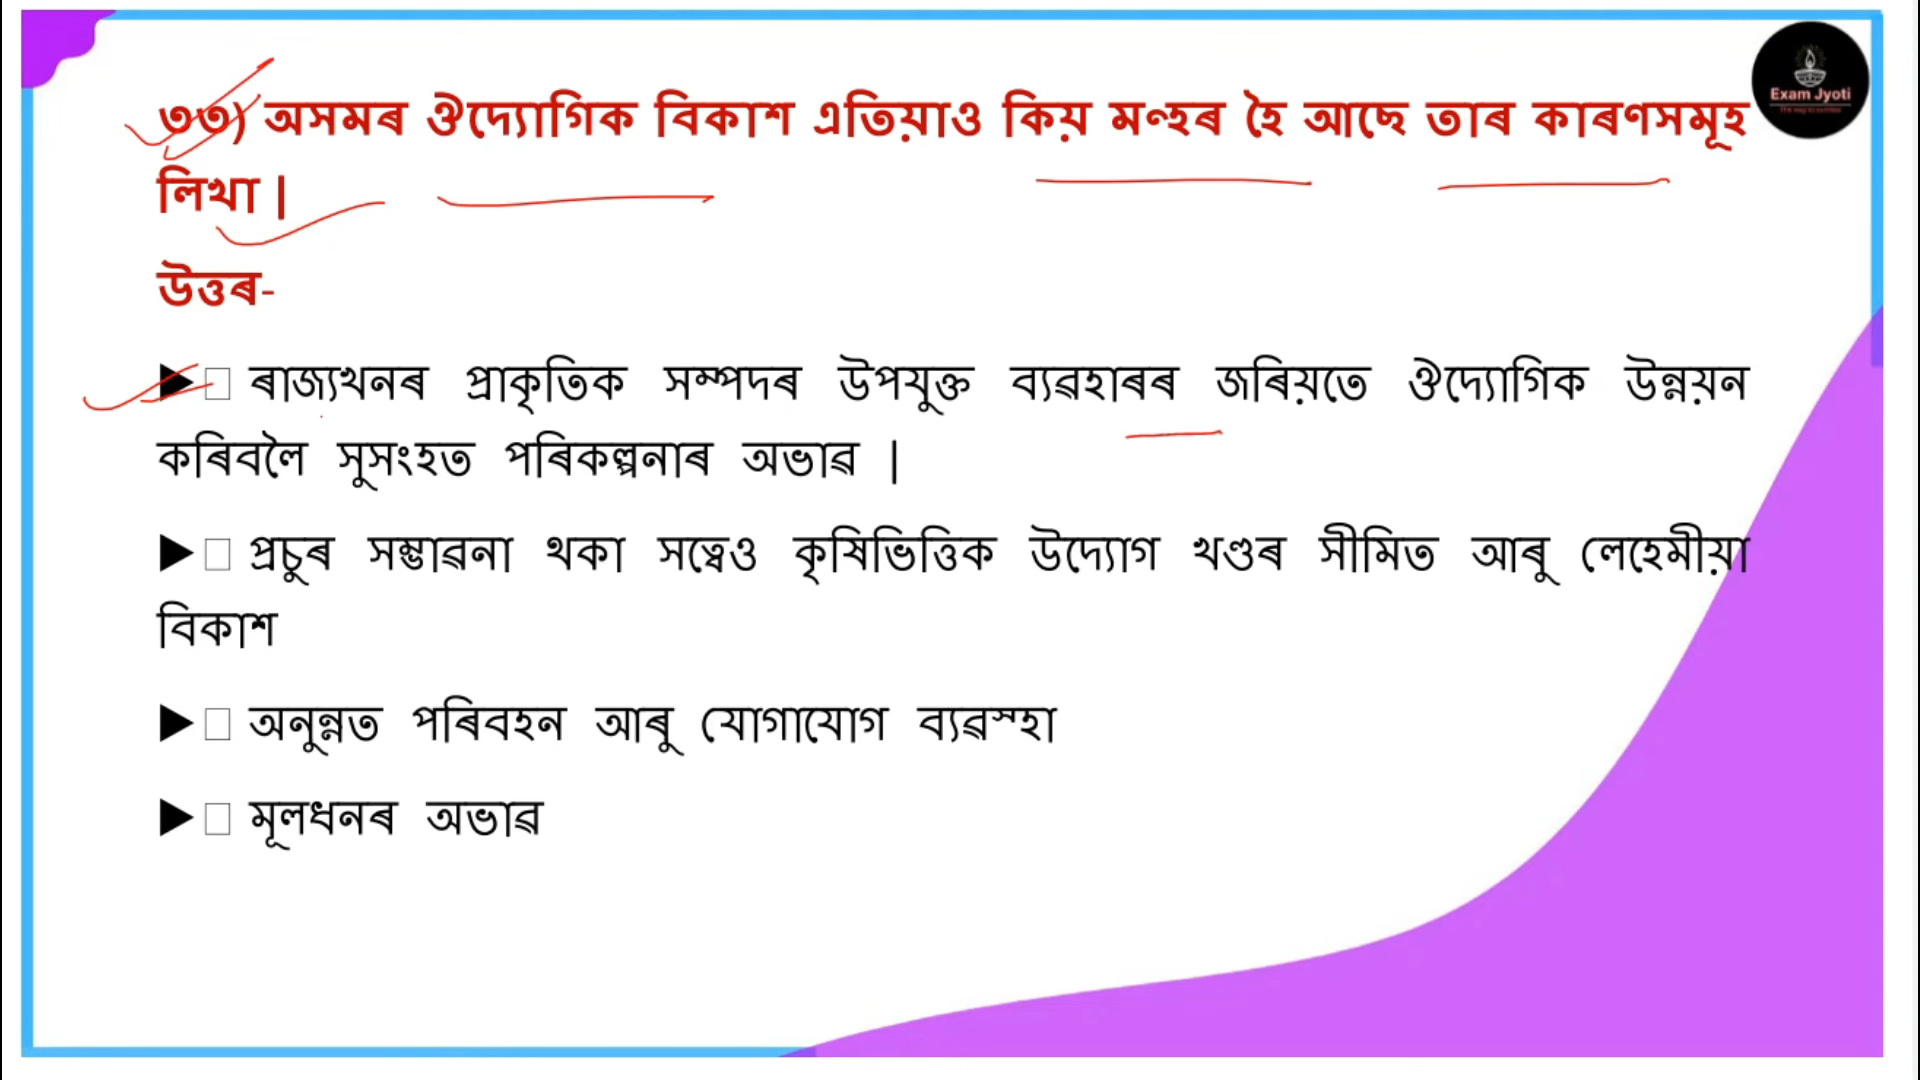 ৩৩) অসমৰ ঔদ্যোগিক বিকাশ এতিয়াও কিয় মন্হৰ হৈ আছে তাৰ কাৰণসমূহ
লিখা |
উত্তৰ-
▶ ৰাজ্যখনৰ প্ৰাকৃতিক সম্পদৰ উপযুক্ত ব্যৱহাৰৰ জৰিয়তে ঔদ্যোগিক উন্নয়ন
কৰিবলৈ সুসংহত পৰিকল্পনাৰ অভাৱ |
▶ প্ৰচুৰ সম্ভাৱনা থকা সত্বেও কৃষিভিত্তিক উদ্যোগ খণ্ডৰ সীমিত আৰু লেহেমীয়া
বিকাশ
▶ অনুন্নত পৰিবহন আৰু যোগাযোগ ব্যৱস্হা
▶ মূলধনৰ অভাৱ
Exam Jyoti